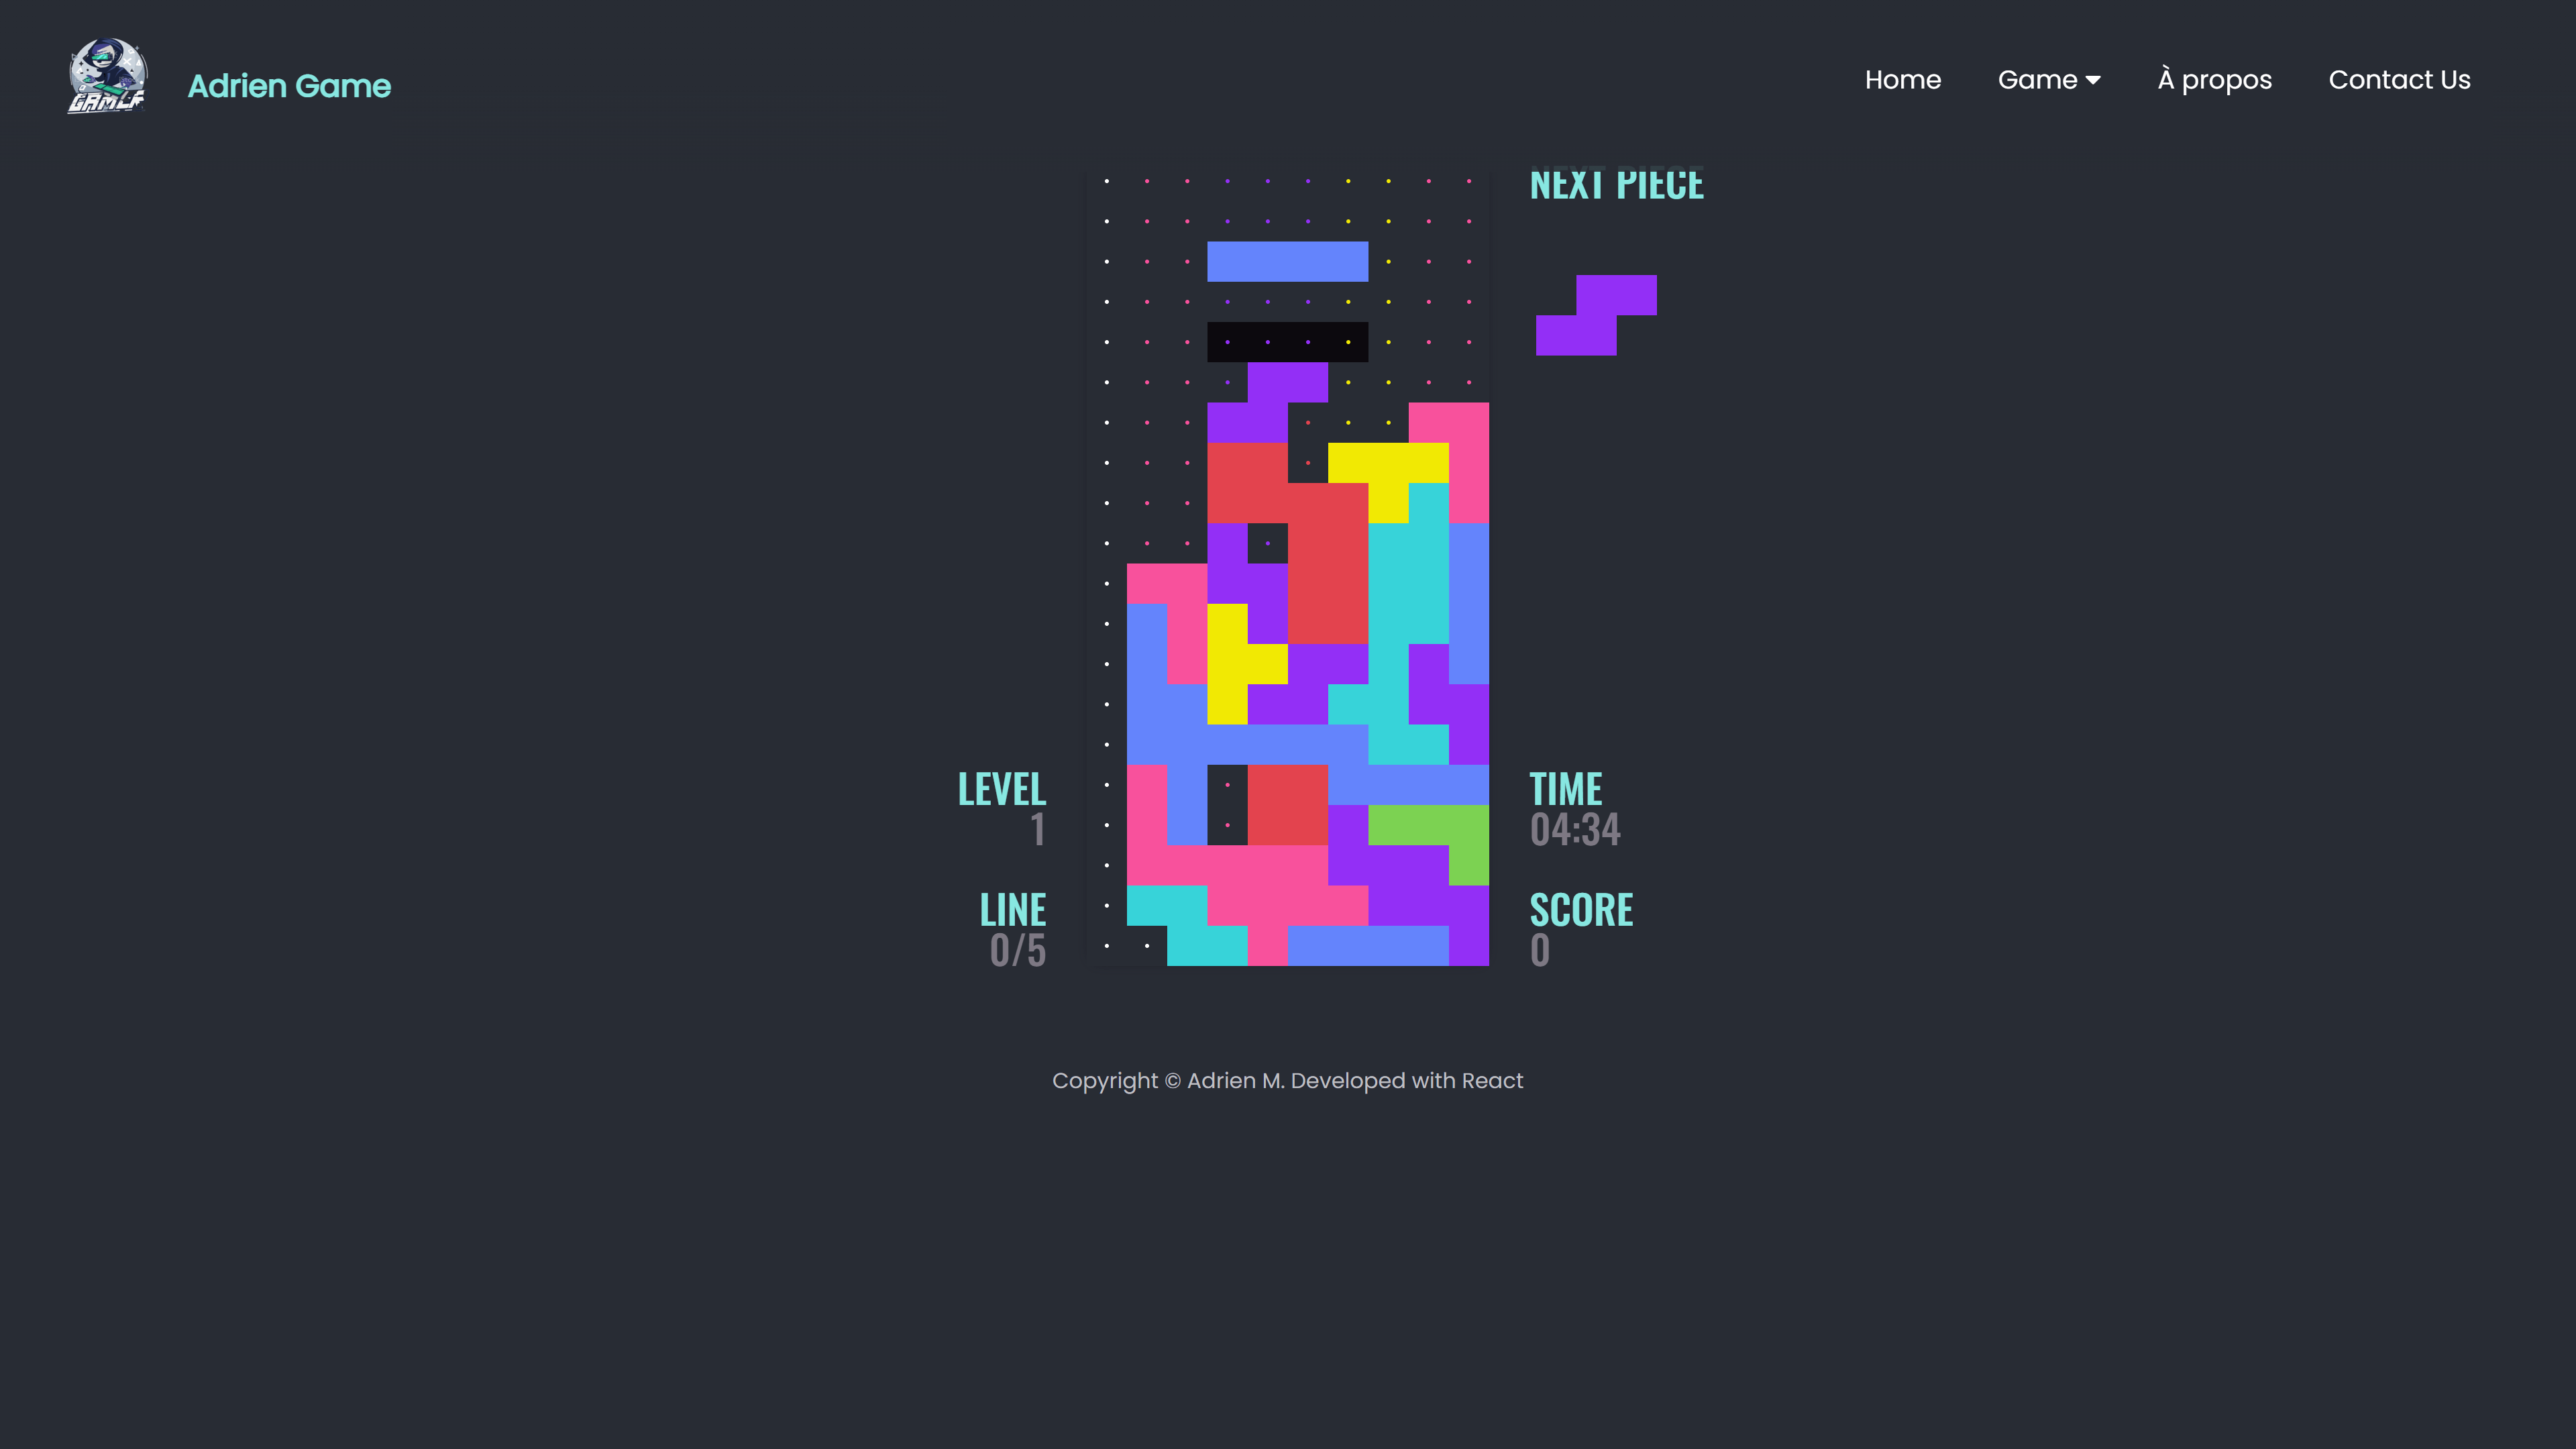 Adrien Game
Home
Game
À propos
Contact Us
NEXT PIECE
LEVEL
1
LINE
0/5
TIME
04:34
SCORE
0
Copyright © Adrien M. Developed with React